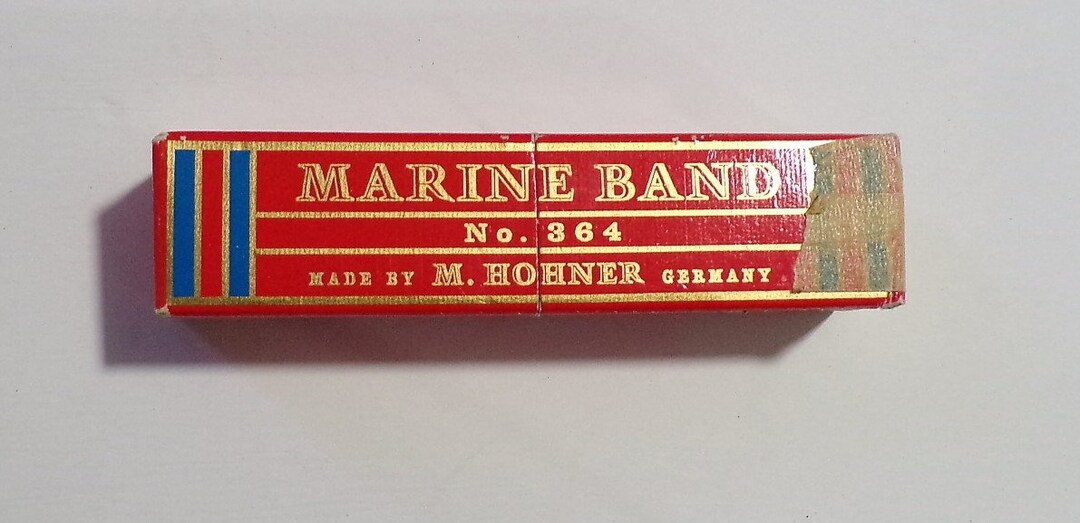 MARINE BAND
No. 364
MADE BY M. HOHNER GERMANY